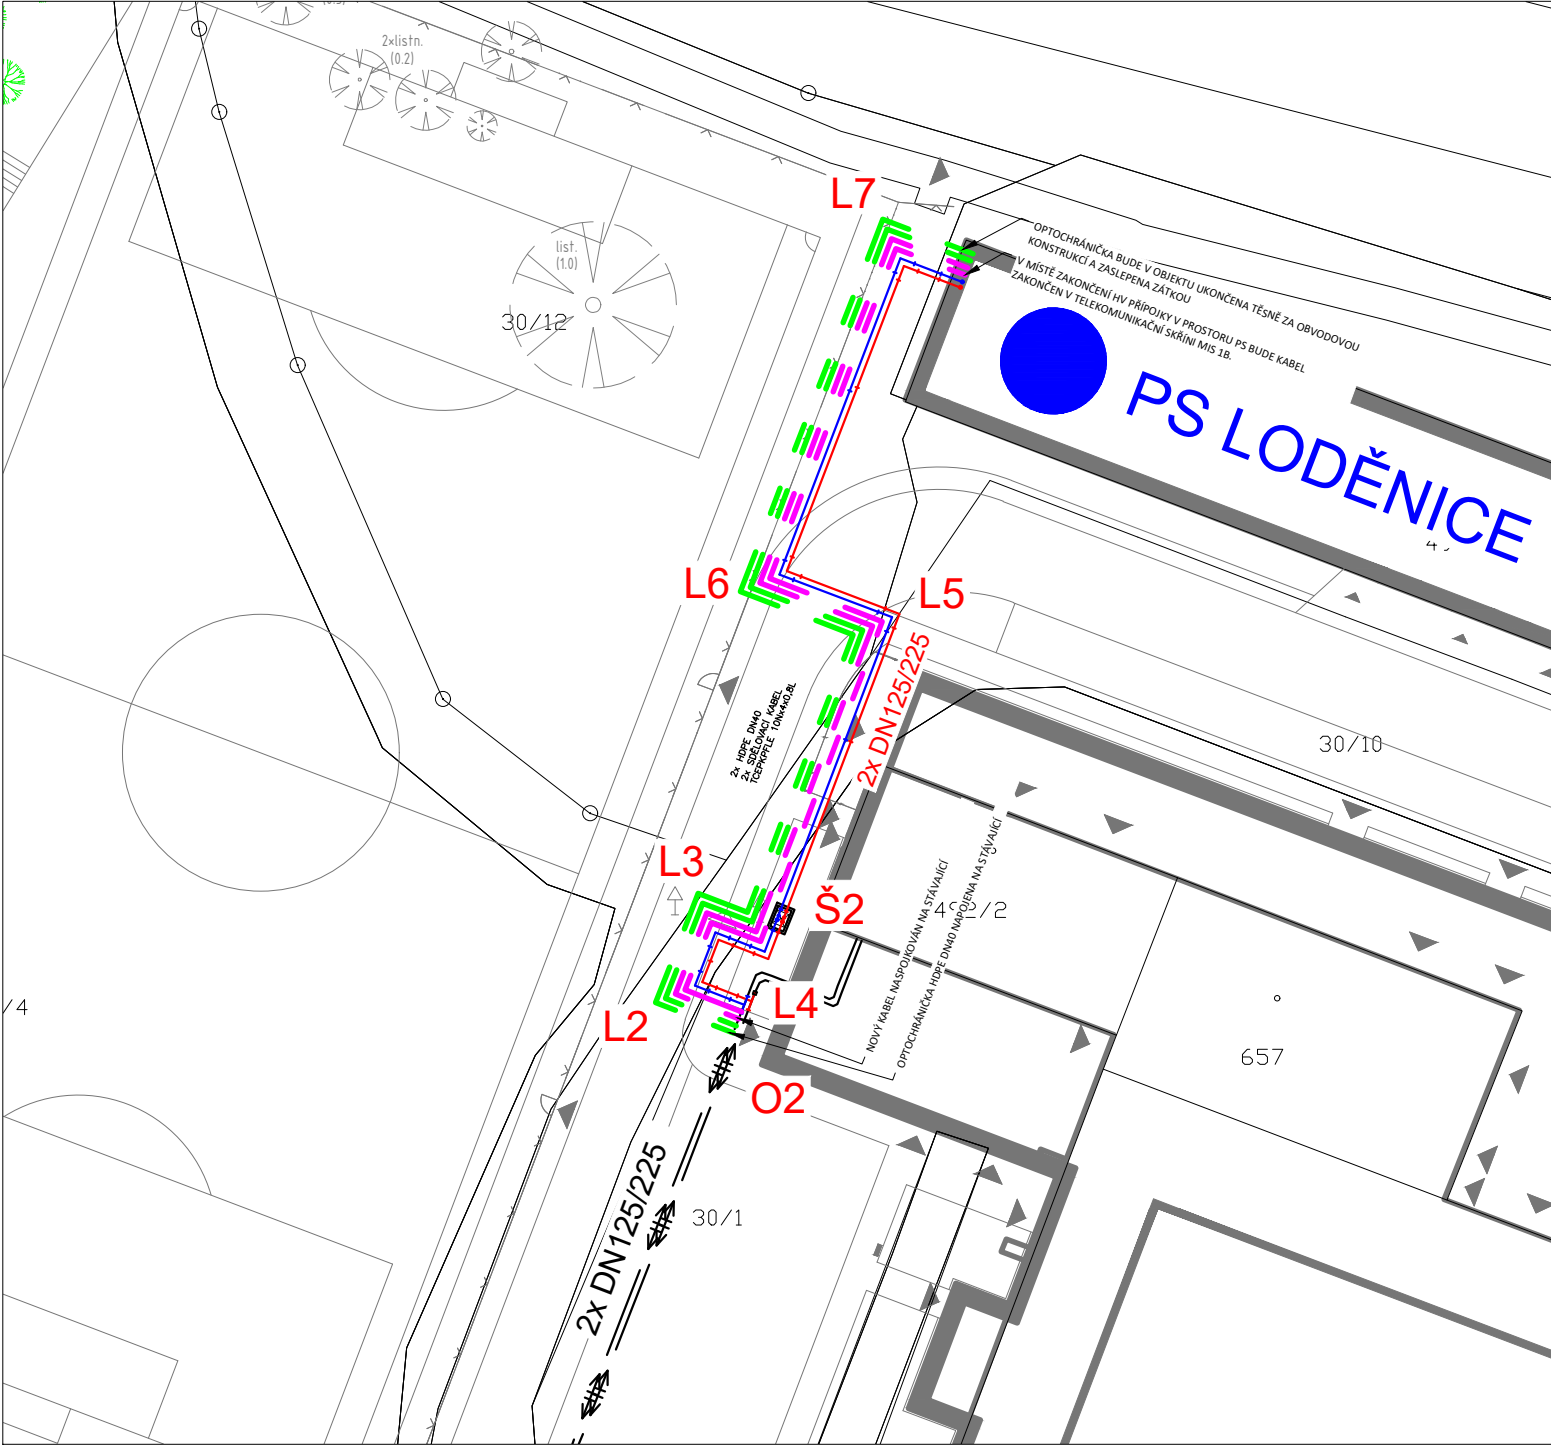 2xlistn.
(0.2)
L7
list.
(1.0)
30/12
OPTOCHRÁNIČKA BUDE V OBJEKTU UKONČENA TĚSNĚ ZA OBVODOVOU
KONSTRUKCÍ A ZASLEPENA ZÁTKOU
V MÍSTĚ ZAKONČENÍ HV PŘÍPOJKY V PROSTORU PS BUDE KABEL
ZAKONČEN V TELEKOMUNIKAČNÍ SKŘÍNI MIS 1B.
PS LODĚNICE
L6
L5
2x DN125/225
2x HDPE DN40
2x SDĚLOVACÍ KABEL
TCEPKPFLE 10Nx4x0,8L
30/10
L3
Š2
492/2
NOVÝ KABEL NASPOJKOVÁN NA STÁVAJÍCÍ
OPTOCHRÁNIČKA HDPE DN40 NAPOJENA NA STÁVAJÍCÍ
L4
L2
/4
657
O2
2x DN125/225
30/1